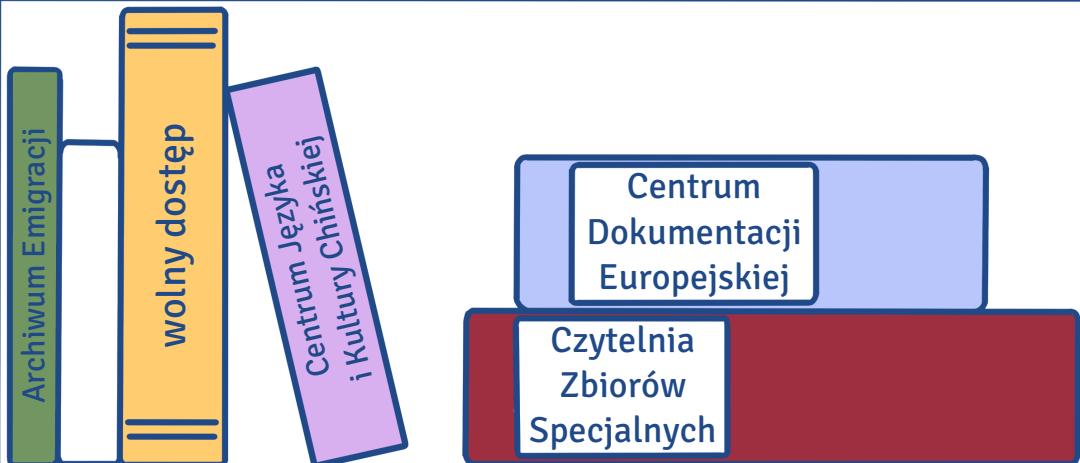 Archiwum Emigracji
wolny dostęp
Centrum Języka
i Kultury Chińskiej
Centrum
Dokumentacji
Europejskiej
Czytelnia
Zbiorów
Specjalnych